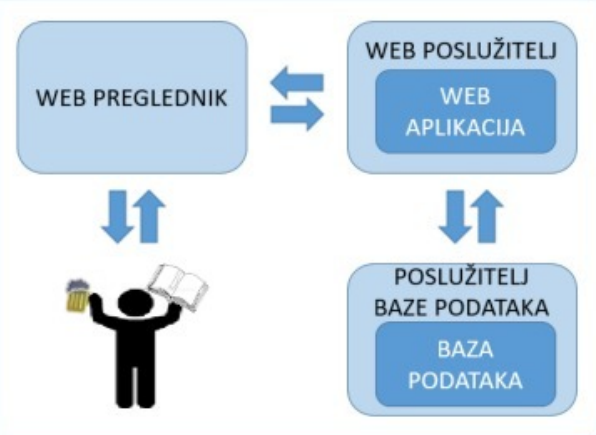 WEB PREGLEDNIK
WEB POSLUŽITELJ
WEB
APLIKACIJA
POSLUŽITELJ
BAZE PODATAKA
BAZA
PODATAKA